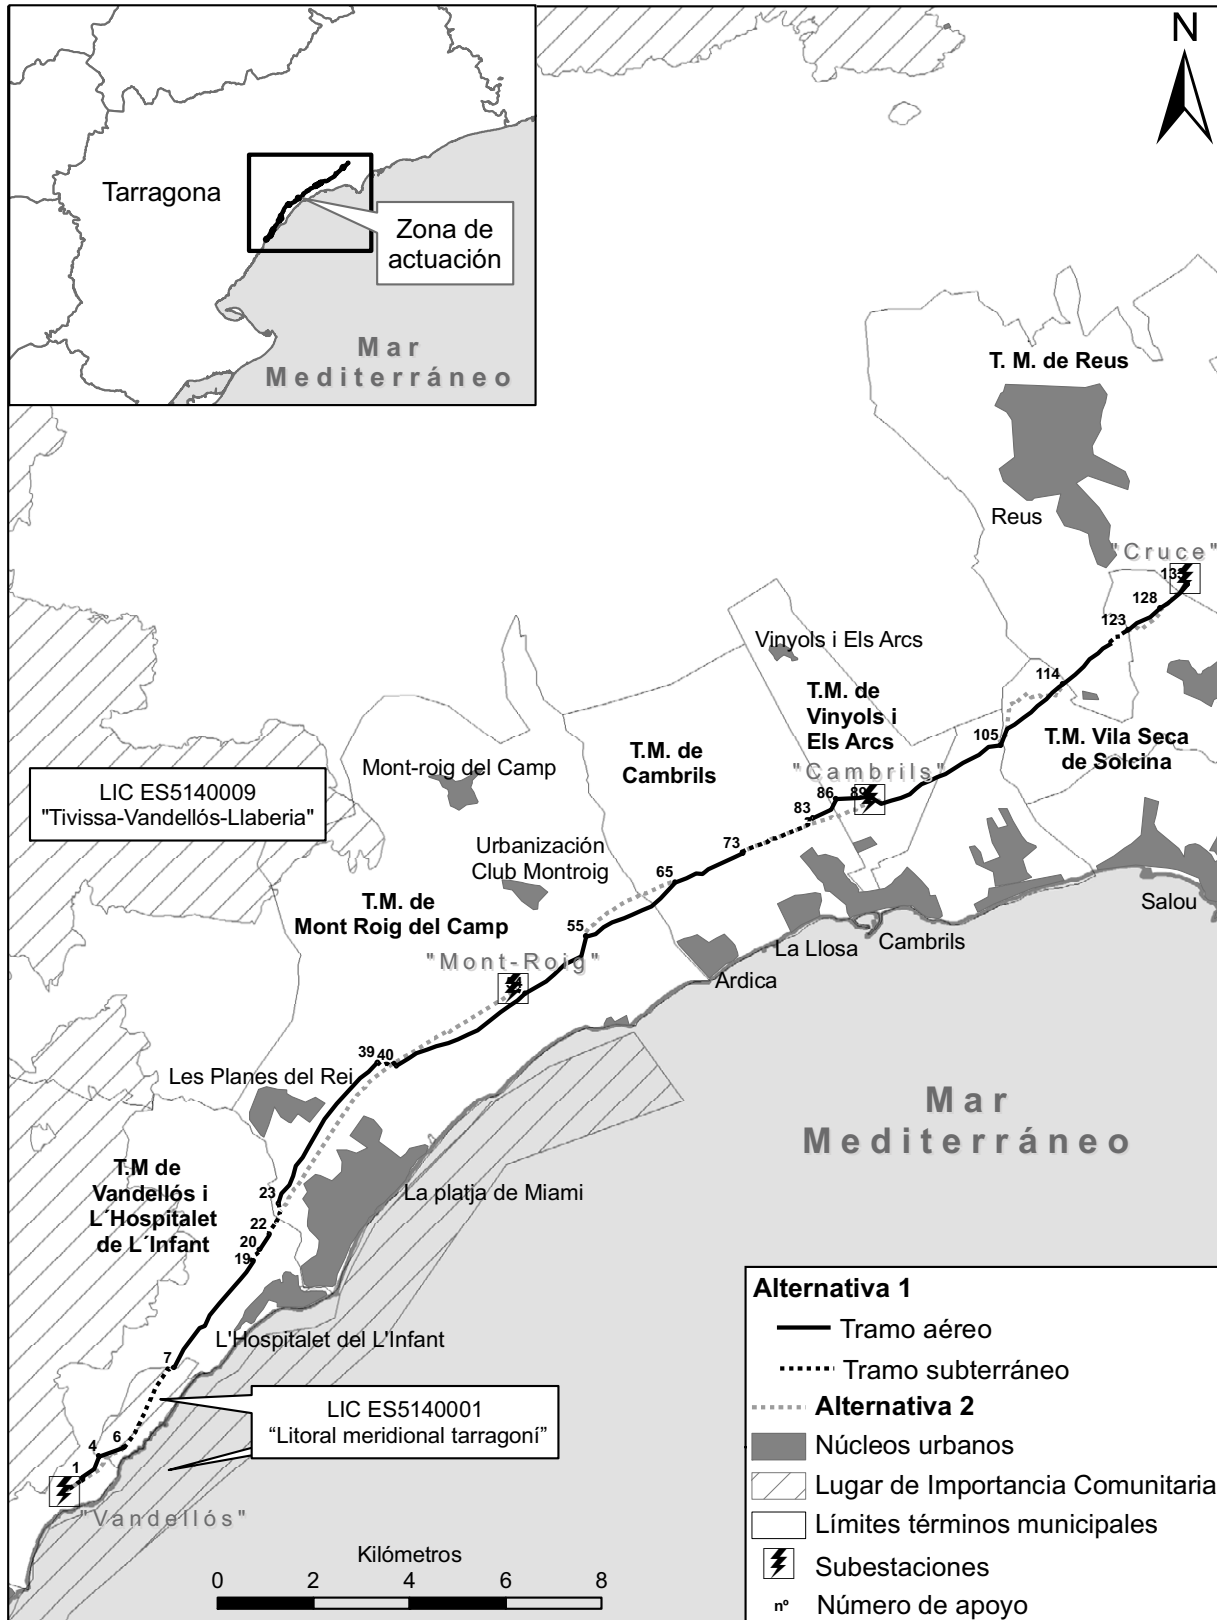 N
Tarragona
Zona de
actuación
Mar
Mediterráneo
T. M. de Reus
Reus
"Cruce"
128
123
Vinyols i Els Arcs
114
T.M. de
Vinyols i
Els Arcs
T.M. de
Cambrils
105
T.M. Vila Seca
de Solcina
Mont-roig del Camp
"Cambrils"
86
89
83
LIC ES5140009
"Tivissa-Vandellós-Llaberia"
Urbanización
Club Montroig
73
65
T.M. de
Mont Roig del Camp
55
Salou
"Mont-Roig"
La Llosa
Cambrils
Ardica
39
40
Les Planes del Rei
Mar
Mediterráneo
T.M de
Vandellós i
L´Hospitalet
de L´Infant
23
La platja de Miami
22
20
19
L'Hospitalet del L'Infant
7
LIC ES5140001
“Litoral meridional tarragoní”
6
4
1
"Vandellós"
Kilómetros
0 2 4 6 8
Alternativa 1
Tramo aéreo
Tramo subterráneo
Alternativa 2
Núcleos urbanos
Lugar de Importancia Comunitaria
Límites términos municipales
Subestaciones
nº Número de apoyo